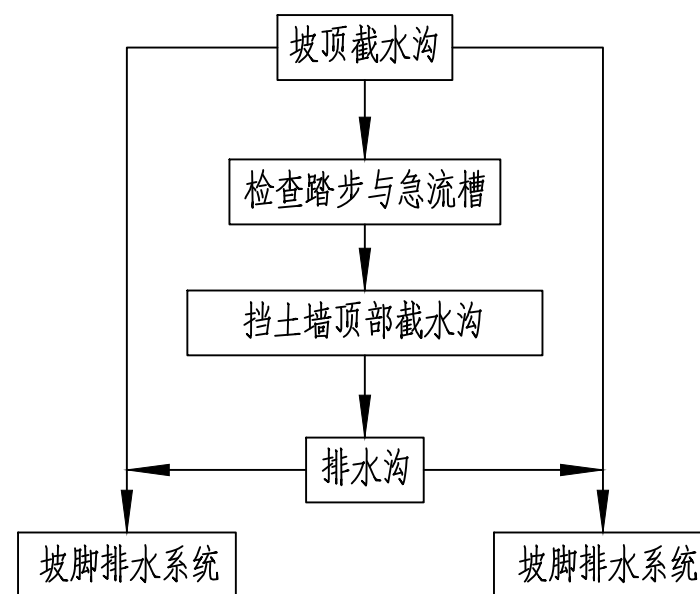 坡顶截水沟
检查踏步与急流槽
挡土墙顶部截水沟
排水沟
坡脚排水系统
坡脚排水系统